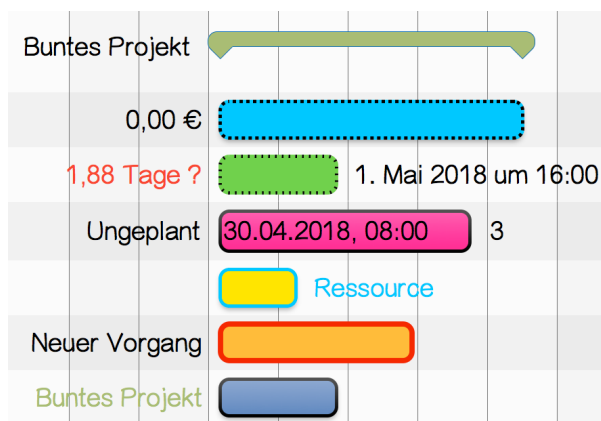 Buntes Projekt
0,00 €
1,88 Tage ? 1. Mai 2018 um 16:00
Ungeplant 30.04.2018, 08:00 3
Ressource
Neuer Vorgang
Buntes Projekt